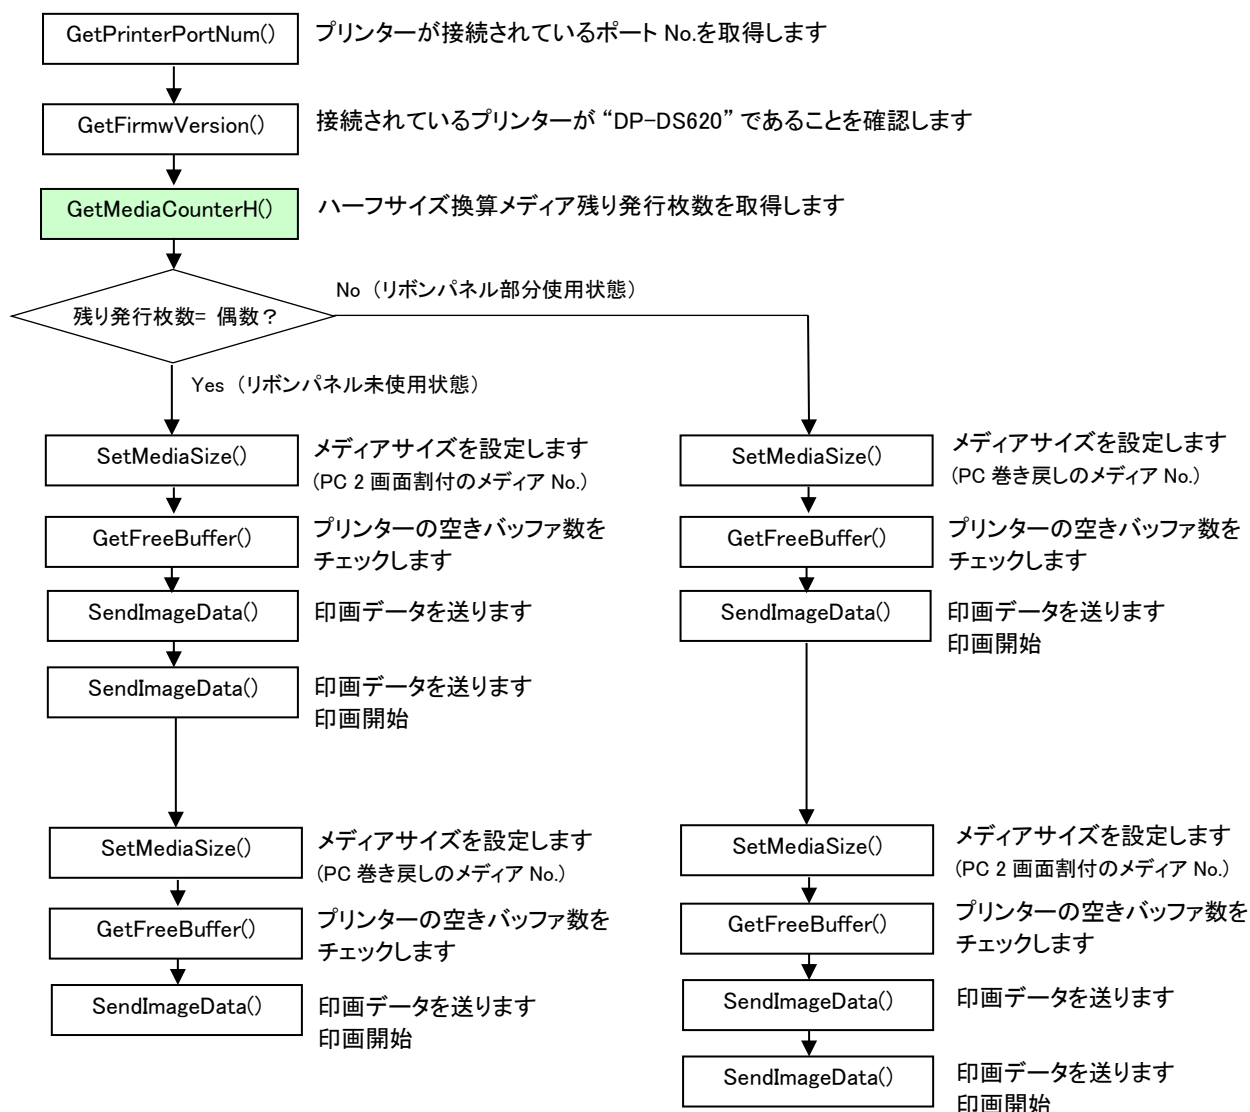 GetPrinterPortNum()
プリンターが接続されているポート No.を取得します
GetFirmwVersion()
接続されているプリンターが “DP-DS620” であることを確認します
GetMediaCounterH()
ハーフサイズ換算メディア残り発行枚数を取得します
残り発行枚数= 偶数？
No （リボンパネル部分使用状態）
Yes （リボンパネル未使用状態）
SetMediaSize()
メディアサイズを設定します
(PC 2 画面割付のメディア No.)
GetFreeBuffer()
プリンターの空きバッファ数を
チェックします
SendImageData()
印画データを送ります
SendImageData()
印画データを送ります
印画開始
SetMediaSize()
メディアサイズを設定します
(PC 巻き戻しのメディア No.)
GetFreeBuffer()
プリンターの空きバッファ数を
チェックします
SendImageData()
印画データを送ります
印画開始
SetMediaSize()
メディアサイズを設定します
(PC 巻き戻しのメディア No.)
GetFreeBuffer()
プリンターの空きバッファ数を
チェックします
SendImageData()
印画データを送ります
印画開始
SetMediaSize()
メディアサイズを設定します
(PC 2 画面割付のメディア No.)
GetFreeBuffer()
プリンターの空きバッファ数を
チェックします
SendImageData()
印画データを送ります
SendImageData()
印画データを送ります
印画開始